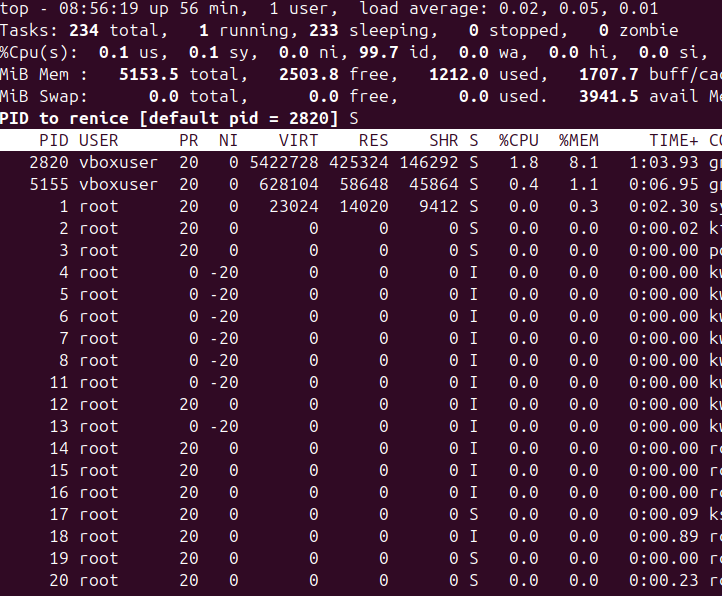 top - 08:56:19 up 56 min,  1 user,  load average: 0.02, 0.05, 0.01
Tasks: 234 total,   1 running, 233 sleeping,   0 stopped,   0 zombie
%Cpu(s):  0.1 us,  0.1 sy,  0.0 ni, 99.7 id,  0.0 wa,  0.0 hi,  0.0 si,
MiB Mem :   5153.5 total,   2503.8 free,   1212.0 used,   1707.7 buff/cac
MiB Swap:      0.0 total,      0.0 free,      0.0 used.   3941.5 avail Me
PID to renice [default pid = 2820] S
PID USER      PR  NI    VIRT    RES    SHR S  %CPU  %MEM     TIME+ CO
2820 vboxuser  20   0 5422728 425324 146292 S   1.8   8.1   1:03.93 gn
5155 vboxuser  20   0  628104  58648  45864 S   0.4   1.1   0:06.95 gn
1 root      20   0   23024  14020   9412 S   0.0   0.3   0:02.30 sy
2 root      20   0       0      0      0 S   0.0   0.0   0:00.02 kt
3 root      20   0       0      0      0 S   0.0   0.0   0:00.00 po
4 root       0 -20       0      0      0 I   0.0   0.0   0:00.00 kw
5 root       0 -20       0      0      0 I   0.0   0.0   0:00.00 kw
6 root       0 -20       0      0      0 I   0.0   0.0   0:00.00 kw
7 root       0 -20       0      0      0 I   0.0   0.0   0:00.00 kw
8 root       0 -20       0      0      0 I   0.0   0.0   0:00.00 kw
11 root       0 -20       0      0      0 I   0.0   0.0   0:00.00 kw
12 root      20   0       0      0      0 I   0.0   0.0   0:00.00 kw
13 root       0 -20       0      0      0 I   0.0   0.0   0:00.00 kw
14 root      20   0       0      0      0 I   0.0   0.0   0:00.00 rc
15 root      20   0       0      0      0 I   0.0   0.0   0:00.00 rc
16 root      20   0       0      0      0 I   0.0   0.0   0:00.00 rc
17 root      20   0       0      0      0 S   0.0   0.0   0:00.09 ks
18 root      20   0       0      0      0 I   0.0   0.0   0:00.89 rc
19 root      20   0       0      0      0 S   0.0   0.0   0:00.00 rc
20 root      20   0       0      0      0 S   0.0   0.0   0:00.23 rc